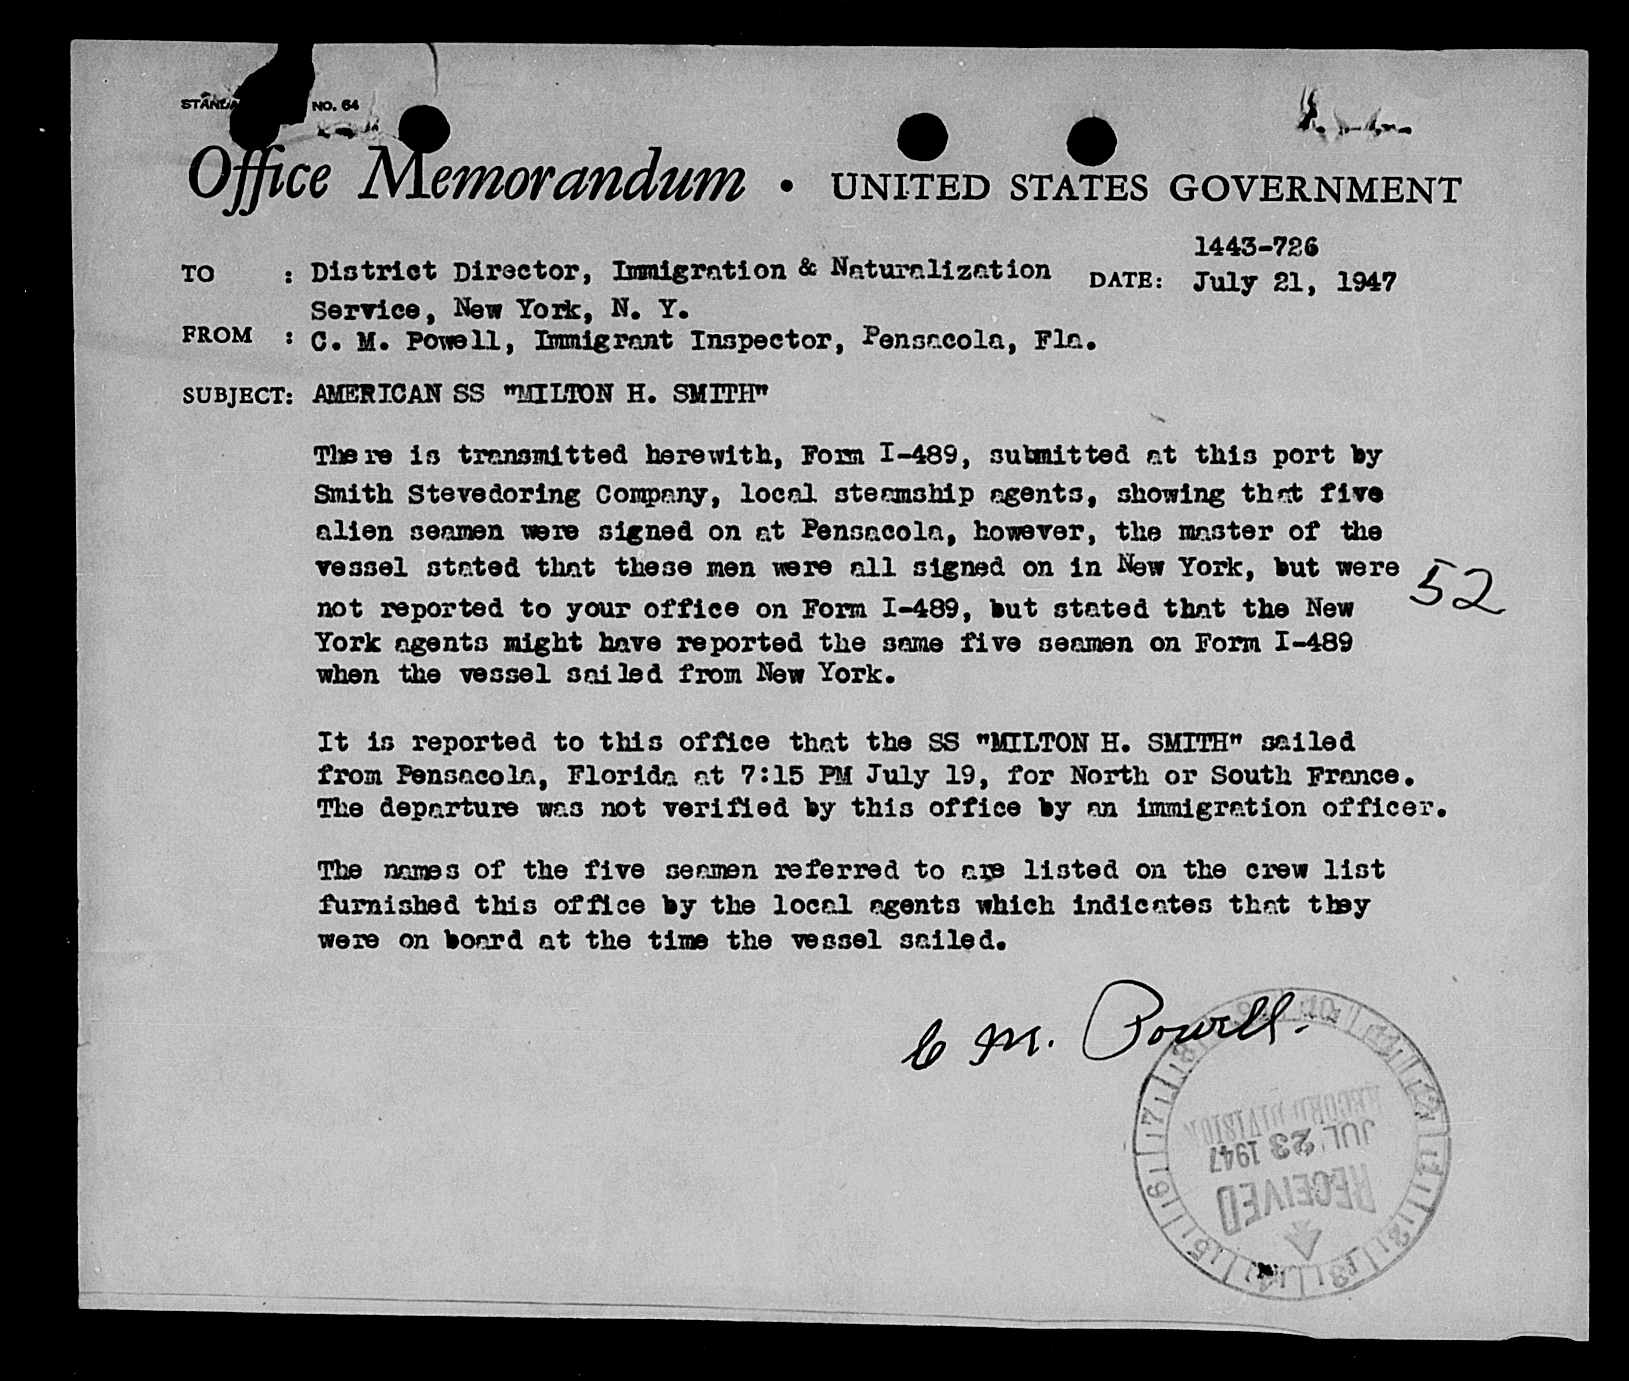 NO. 64
Office Memorandum • UNITED STATES GOVERNMENT
1443-726
TO : District Director, Immigration & Naturalization DATE: July 21, 1947
Service, New York, N. Y.
FROM : C. M. Powell, Immigrant Inspector, Pensacola, Fla.
SUBJECT: AMERICAN SS "MILTON H. SMITH"
There is transmitted herewith, Form I-489, submitted at this port by
Smith Stevedoring Company, local steamship agents, showing that five
alien seamen were signed on at Pensacola, however, the master of the
vessel stated that these men were all signed on in New York, but were
52
not reported to your office on Form I-489, but stated that the New
York agents might have reported the same five seamen on Form I-489
when the vessel sailed from New York.
It is reported to this office that the SS "MILTON H. SMITH" sailed
from Pensacola, Florida at 7:15 PM July 19, for North or South France.
The departure was not verified by this office by an immigration officer.
The names of the five seamen referred to are listed on the crew list
furnished this office by the local agents which indicates that they
were on board at the time the vessel sailed.
C M. Powell.
RECEIVED
JUL 23 1947
RECORD DIVISION